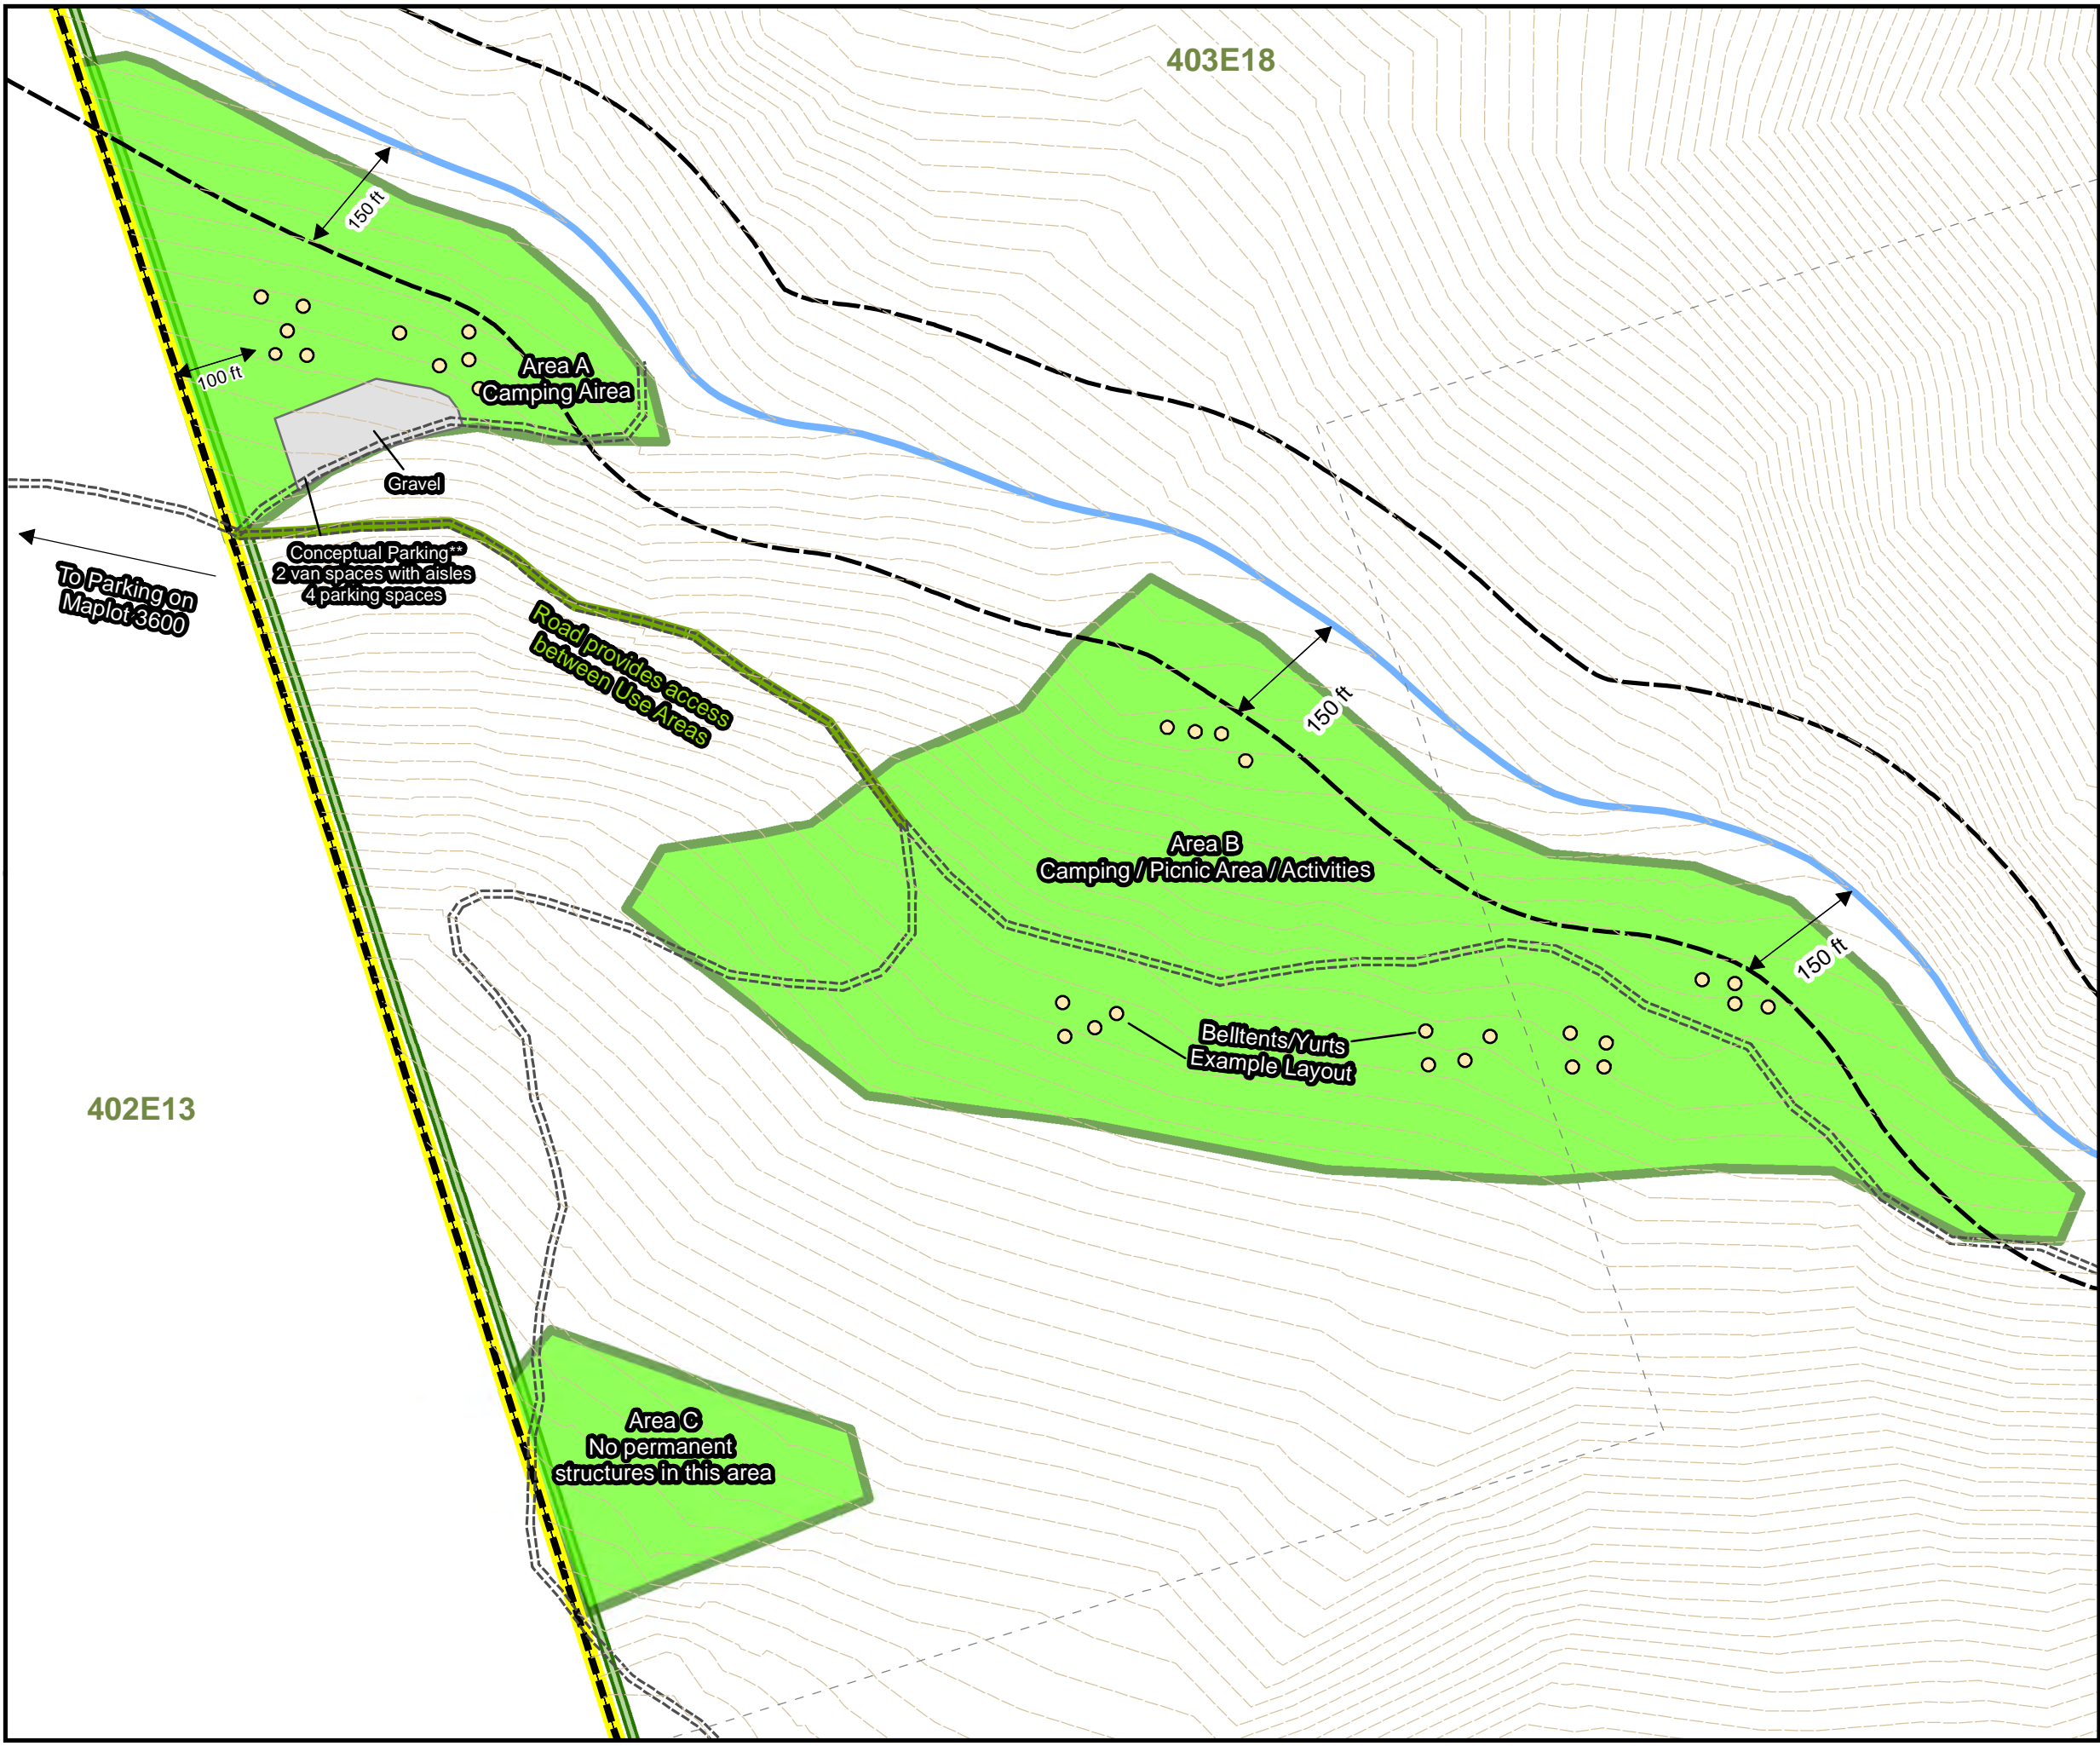 403E18
150 ft
100 ft
Area A
Camping Airea
Gravel
Conceptual Parking**
2 van spaces with aisles
4 parking spaces
To Parking on
Maplot 3600
Road provides access
between Use Areas
150 ft
Area B
Camping / Picnic Area / Activities
150 ft
Belltents/Yurts
Example Layout
402E13
Area C
No permanent
structures in this area